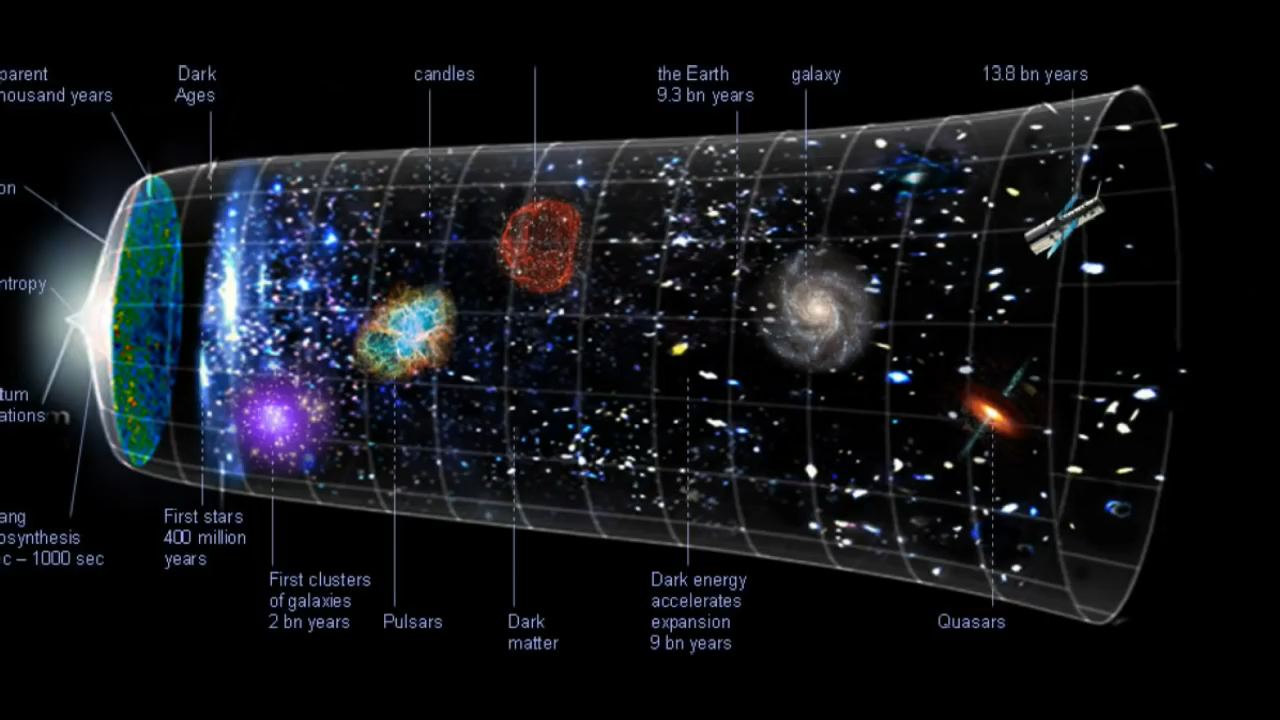 parent
housand years
Dark
Ages
candles
the Earth
9.3 bn years
galaxy
13.8 bn years
on
ntropy
tum
ations
ang
osynthesis
c – 1000 sec
First stars
400 million
years
First clusters
of galaxies
2 bn years
Pulsars
Dark
matter
Dark energy
accelerates
expansion
9 bn years
Quasars